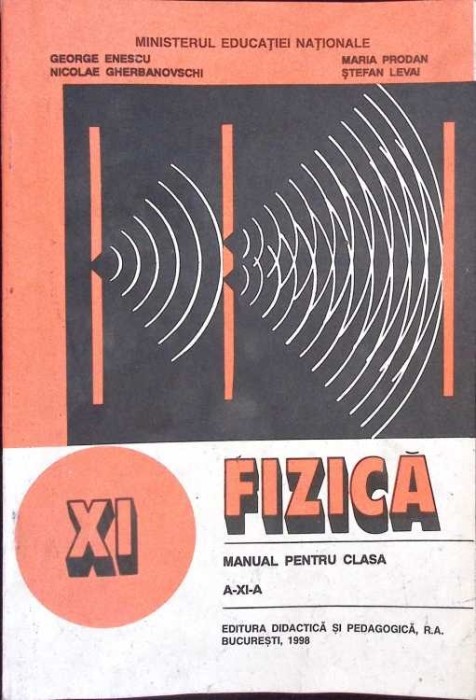 MINISTERUL EDUCAȚIEI NAȚIONALE
GEORGE ENESCU
NICOLAE GHERBANOVSCHI
MARIA PRODAN
ȘTEFAN LEVAI
XI
FIZICĂ
MANUAL PENTRU CLASA
A-XI-A
EDITURA DIDACTICĂ ȘI PEDAGOGICĂ, R.A.
BUCUREȘTI, 1998